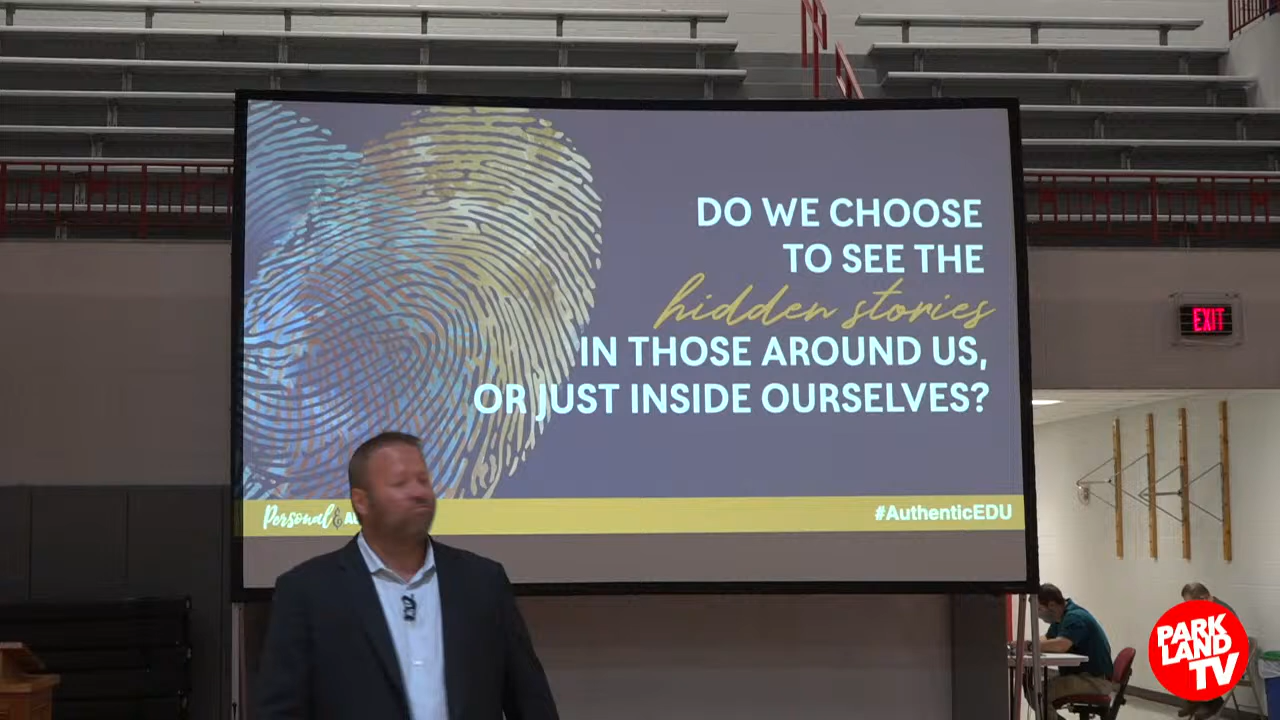 DO WE CHOOSE
TO SEE THE
hidden stories
IN THOSE AROUND US,
OR JUST INSIDE OURSELVES?
Personal &
#AuthenticEDU
EXIT
PARK
LAND
TV